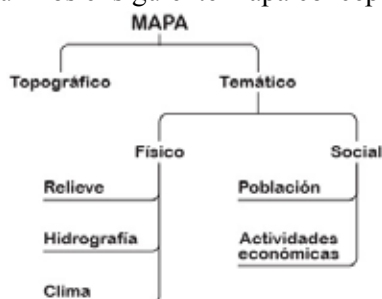 MAPA
Topográfico Temático
Físico Social
Relieve Población
Hidrografía Actividades
económicas
Clima